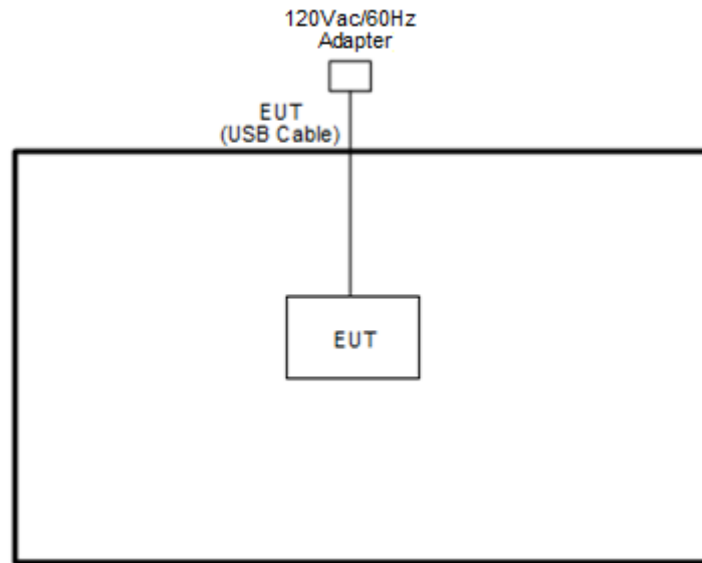 120Vac/60Hz
Adapter
EUT
(USB Cable)
EUT